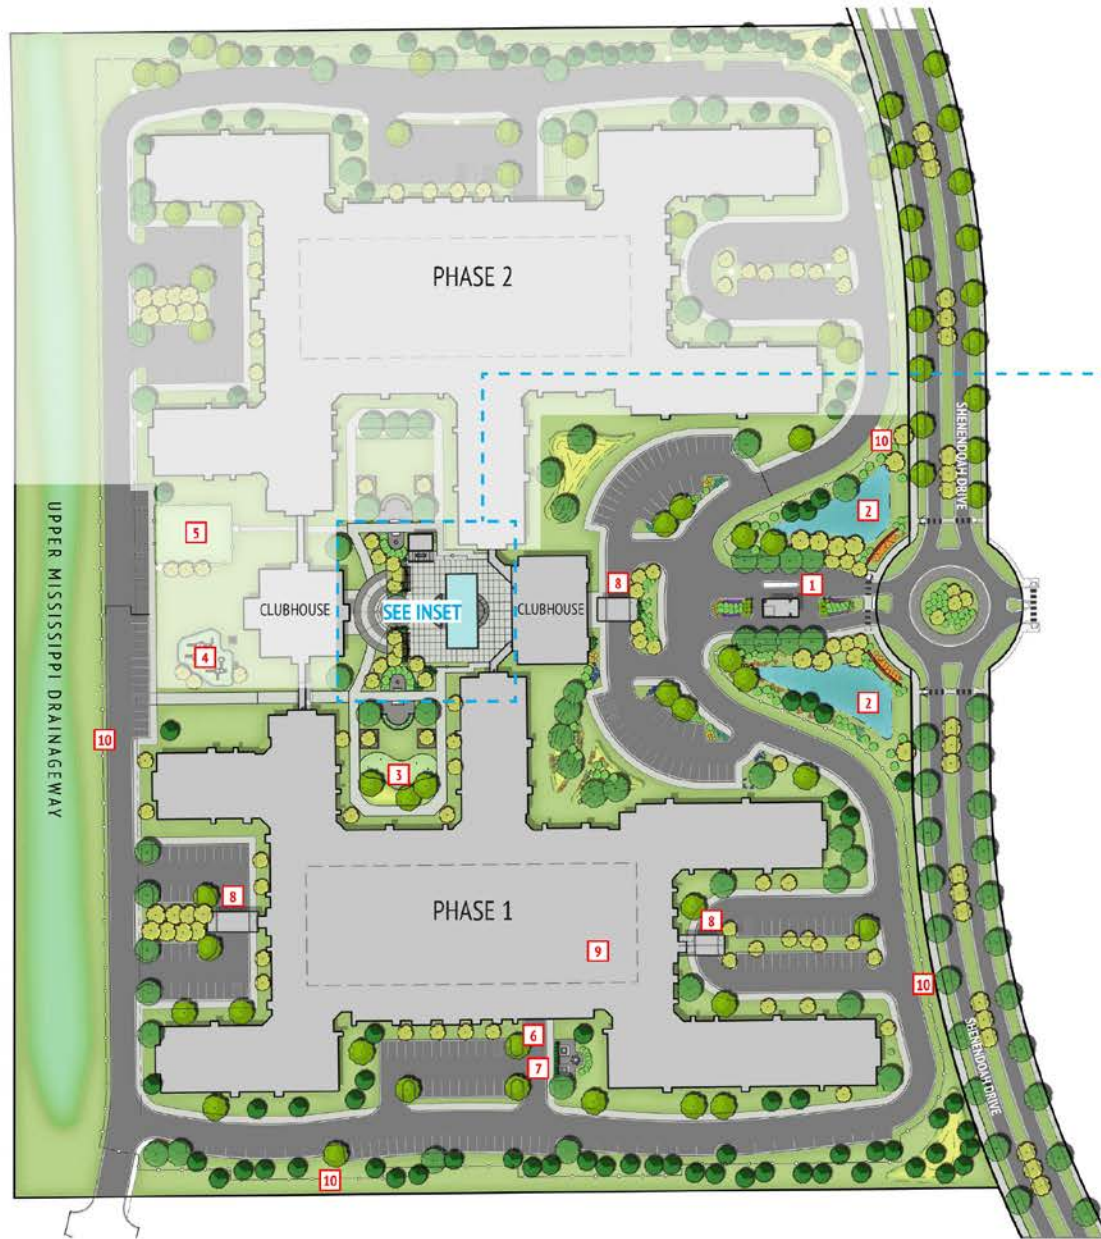 PHASE 2
SHENENDOAH DRIVE
10
UPPER MISSISSIPPI DRAINAGEWAY
5
2
8
1
CLUBHOUSE
SEE INSET
CLUBHOUSE
4
2
10
3
8
PHASE 1
8
9
10
6
7
SHENENDOAH DRIVE
10